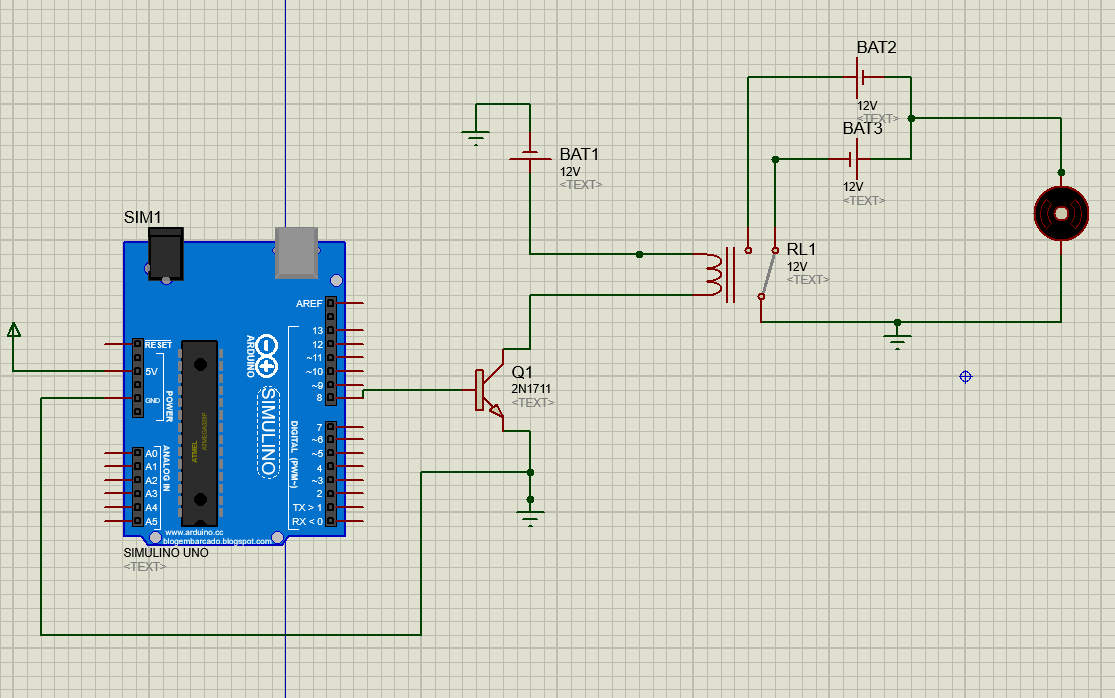 BAT2
12V
<TEXT>
BAT3
12V
<TEXT>
BAT1
12V
<TEXT>
RL1
12V
<TEXT>
SIM1
AREF
13
12
~11
~10
~9
8
7
~6
~5
4
~3
2
TX > 1
RX < 0
RESET
5V
GND
POWER
A0
A1
A2
A3
A4
A5
ANALOG IN
ATMEL
ATMEGA328P
ARDUINO
SIMULINO
DIGITAL (PWM~)
www.arduino.cc
blogembarcado.blogspot.com
SIMULINO UNO
<TEXT>
Q1
2N1711
<TEXT>